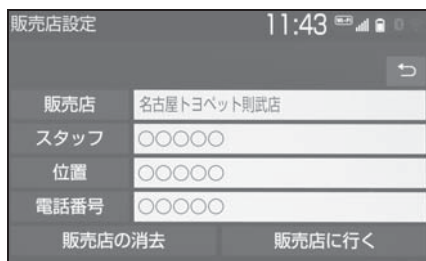 販売店設定 11:43 Wi-Fi
販売店 名古屋トヨペット則武店
スタッフ ○○○○○
位置 ○○○○○
電話番号 ○○○○○
販売店の消去 販売店に行く